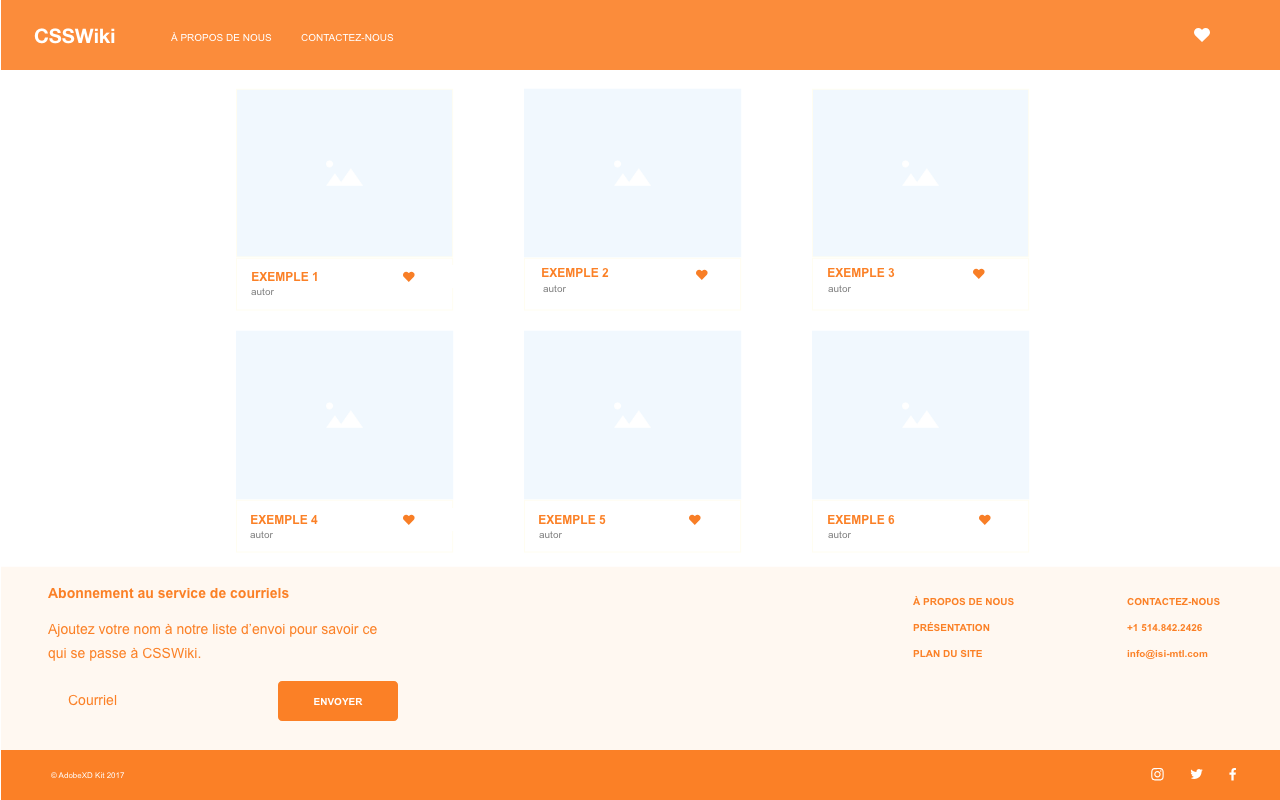 CSSWiki
À PROPOS DE NOUS
CONTACTEZ-NOUS
EXEMPLE 1
autor
EXEMPLE 2
autor
EXEMPLE 3
autor
EXEMPLE 4
autor
EXEMPLE 5
autor
EXEMPLE 6
autor
Abonnement au service de courriels
Ajoutez votre nom à notre liste d'envoi pour savoir ce
qui se passe à CSSWiki.
Courriel
ENVOYER
À PROPOS DE NOUS
PRÉSENTATION
PLAN DU SITE
CONTACTEZ-NOUS
+1 514.842.2426
info@isi-mtl.com
© AdobeXD Kit 2017